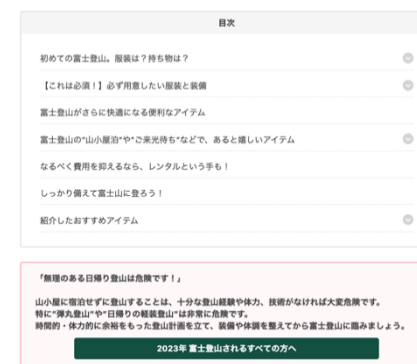 目次
初めての富士登山。服装は？持ち物は？
【これは必須！】必ず用意したい服装と装備
富士登山がさらに快適になる便利なアイテム
富士登山の"山小屋泊"や"ご来光待ち"などで、あると嬉しいアイテム
なるべく費用を抑えるなら、レンタルという手も！
しっかり備えて富士山に登ろう！
紹介したおすすめアイテム
「無理のある日帰り登山は危険です！」
山小屋に宿泊せずに登山することは、十分な登山経験や体力、技術がなければ大変危険です。
特に"弾丸登山"や"日帰りの軽装登山"は非常に危険です。
時間的・体力的に余裕をもった登山計画を立て、装備や体調を整えてから富士登山に臨みましょう。
2023年 富士登山されるすべての方へ